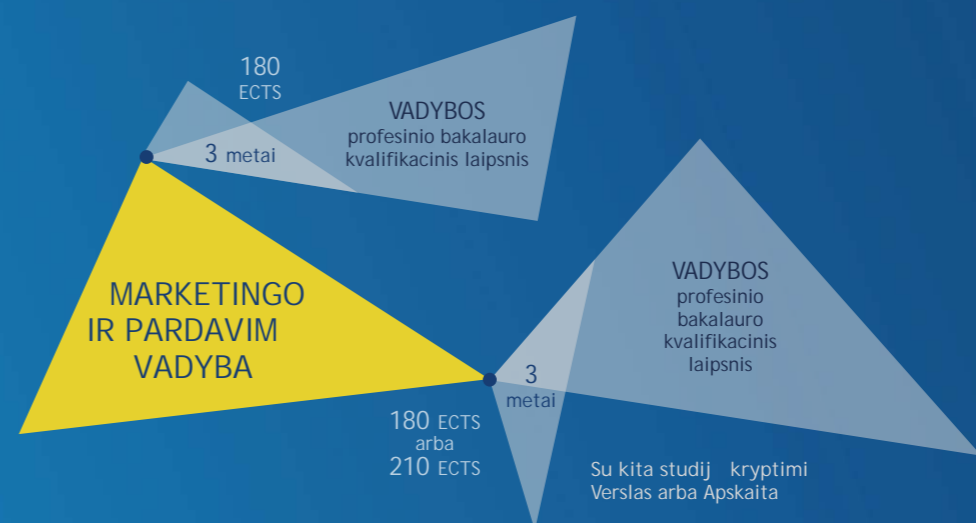 180
ECTS
3 metai
VADYBOS
profesinio bakalauro
kvalifikacinis laipsnis
MARKETINGO
IR PARDAVIM
VADYBA
VADYBOS
profesinio
bakalauro
kvalifikacinis
laipsnis
3
metai
180 ECTS
arba
210 ECTS
Su kita studij kryptimi
Verslas arba Apskaita